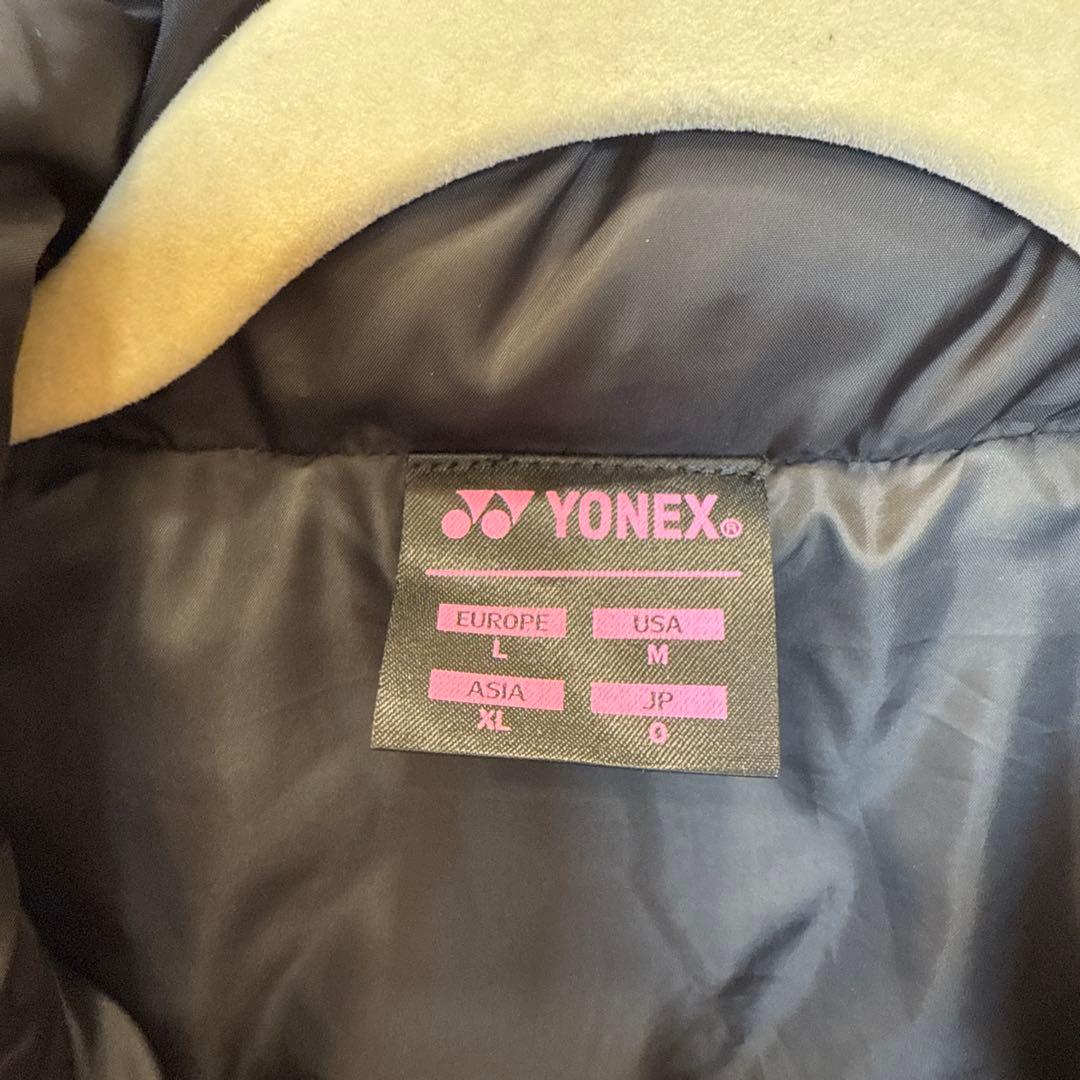 YONEX®
EUROPE USA
L M
ASIA JP
XL O